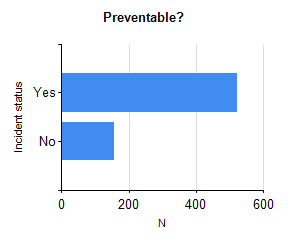 Preventable?
Incident status
Yes
No
0
200
400
600
N